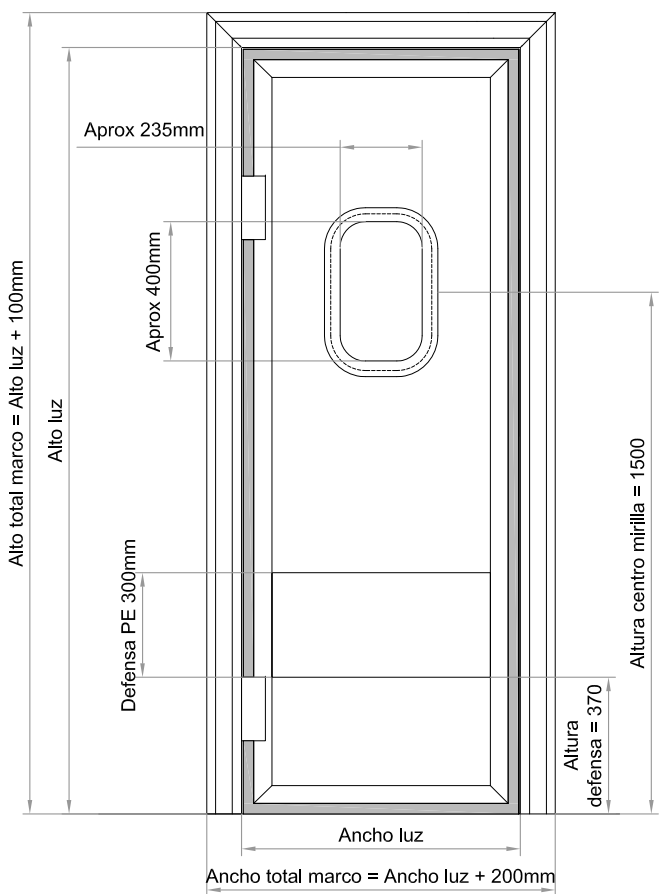 Aprox 235mm
Aprox 400mm
Alto total marco = Alto luz + 100mm
Alto luz
Altura centro mirilla = 1500
Defensa PE 300mm
Altura
defensa = 370
Ancho luz
Ancho total marco = Ancho luz + 200mm